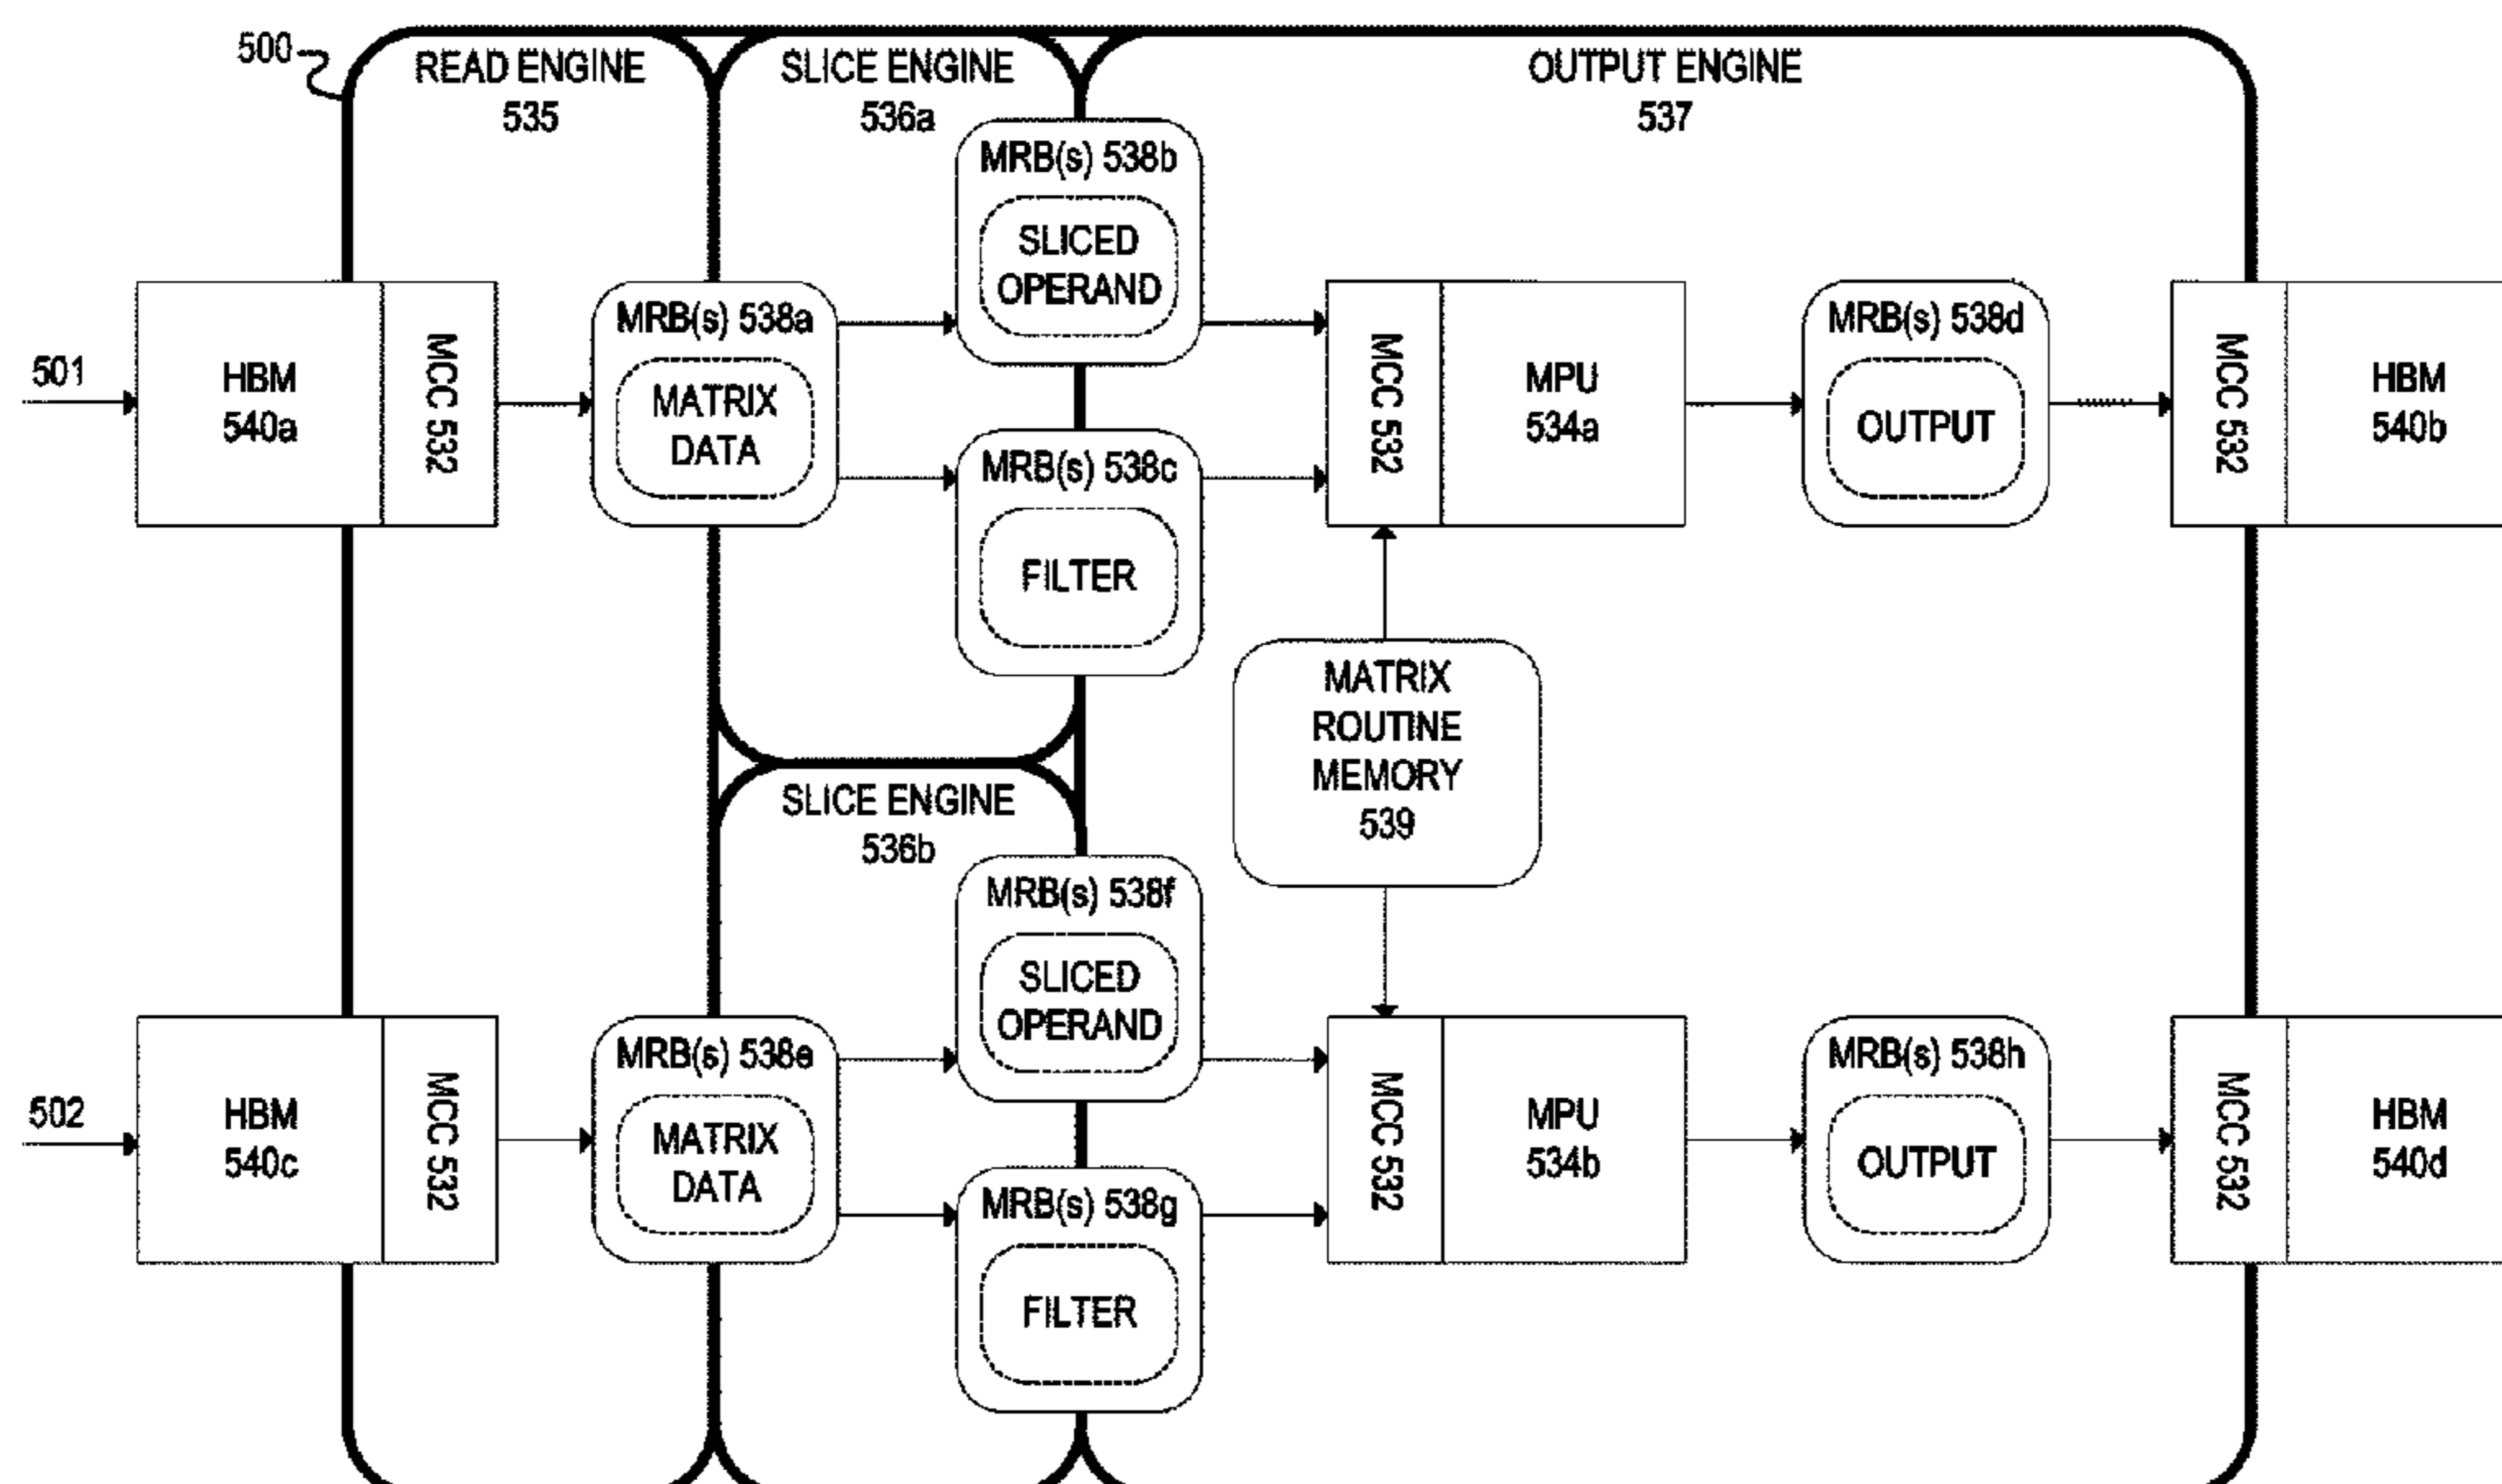 500
READ ENGINE
535
SLICE ENGINE
536a
OUTPUT ENGINE
537
MRB(s) 538b
SLICED
OPERAND
501
HBM
540a
MCC 532
MRB(s) 538a
MATRIX
DATA
MRB(s) 538c
FILTER
MCC 532
MPU
534a
MRB(s) 538d
OUTPUT
MCC 532
HBM
540b
MATRIX
ROUTINE
MEMORY
539
SLICE ENGINE
536b
MRB(s) 538f
SLICED
OPERAND
502
HBM
540c
MCC 532
MRB(s) 538e
MATRIX
DATA
MRB(s) 538g
FILTER
MCC 532
MPU
534b
MRB(s) 538h
OUTPUT
MCC 532
HBM
540d